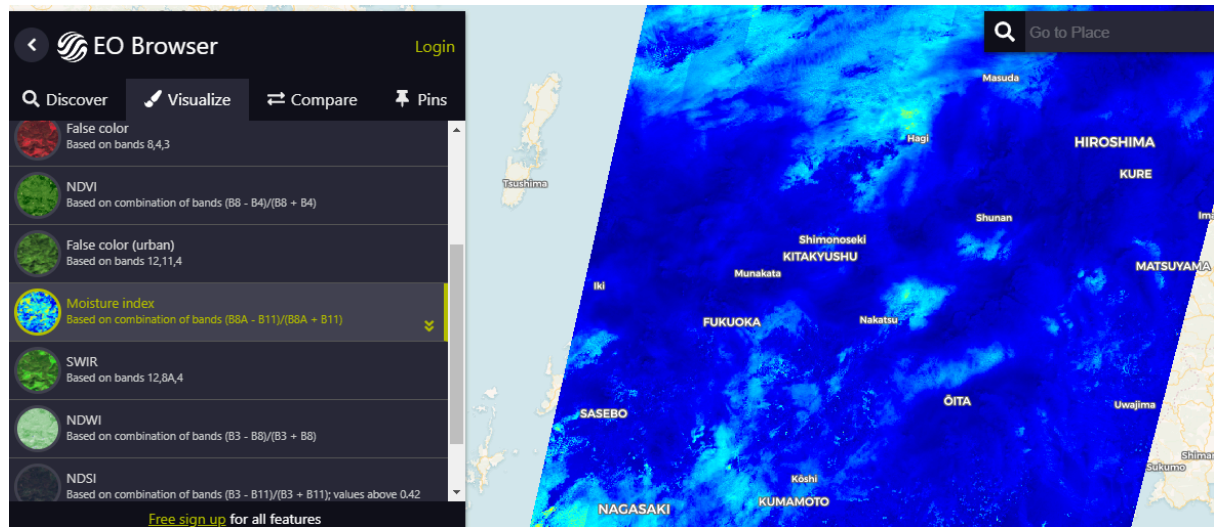 EO Browser
Login
Discover
Visualize
Compare
Pins
False color
Based on bands 8,4,3
NDVI
Based on combination of bands (B8 - B4)/(B8 + B4)
False color (urban)
Based on bands 12,11,4
Moisture index
Based on combination of bands (B8A - B11)/(B8A + B11)
SWIR
Based on bands 12,8A,4
NDWI
Based on combination of bands (B3 - B8)/(B3 + B8)
NDSI
Based on combination of bands (B3 - B11)/(B3 + B11); values above 0.42
Free sign up for all features
Go to Place
Masuda
Hagi
HIROSHIMA
KURE
Tsushima
Shunan
Ima
Shimonoseki
KITAKYUSHU
MATSUYAMA
Munakata
Iki
FUKUOKA
Nakatsu
ŌITA
Uwajima
SASEBO
Shiman
Sukumo
Kōshi
KUMAMOTO
NAGASAKI